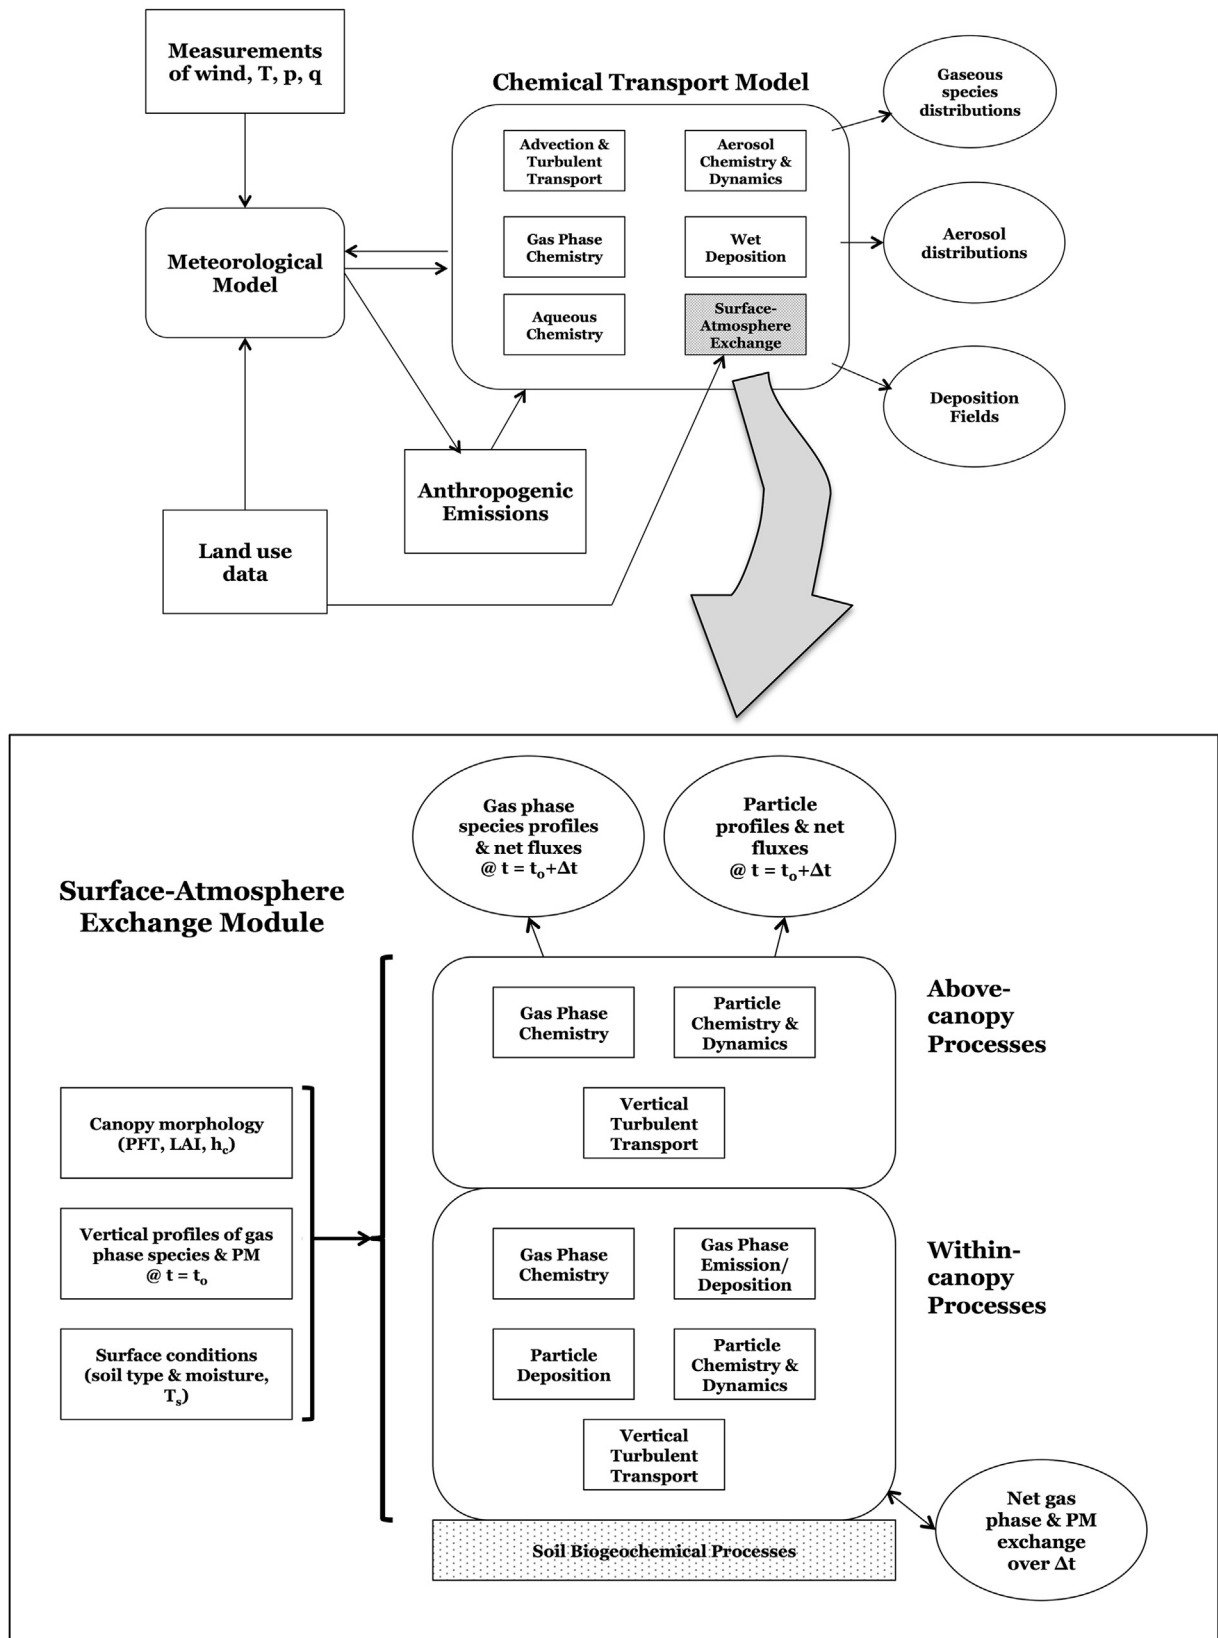 Measurements
of wind, T, p, q
Chemical Transport Model
Gaseous
species
distributions
Advection &
Turbulent
Transport
Aerosol
Chemistry &
Dynamics
Meteorological
Model
Gas Phase
Chemistry
Wet
Deposition
Aerosol
distributions
Aqueous
Chemistry
Surface-
Atmosphere
Exchange
Deposition
Fields
Anthropogenic
Emissions
Land use
data
Gas phase
species profiles
& net fluxes
@ t = tₒ+Δt
Particle
profiles & net
fluxes
@ t = tₒ+Δt
Surface-Atmosphere
Exchange Module
Gas Phase
Chemistry
Particle
Chemistry &
Dynamics
Vertical
Turbulent
Transport
Above-
canopy
Processes
Canopy morphology
(PFT, LAI, h_c)
Vertical profiles of gas
phase species & PM
@ t = tₒ
Surface conditions
(soil type & moisture,
Tₛ)
Gas Phase
Chemistry
Gas Phase
Emission/
Deposition
Particle
Deposition
Particle
Chemistry &
Dynamics
Vertical
Turbulent
Transport
Within-
canopy
Processes
Soil Biogeochemical Processes
Net gas
phase & PM
exchange
over Δt